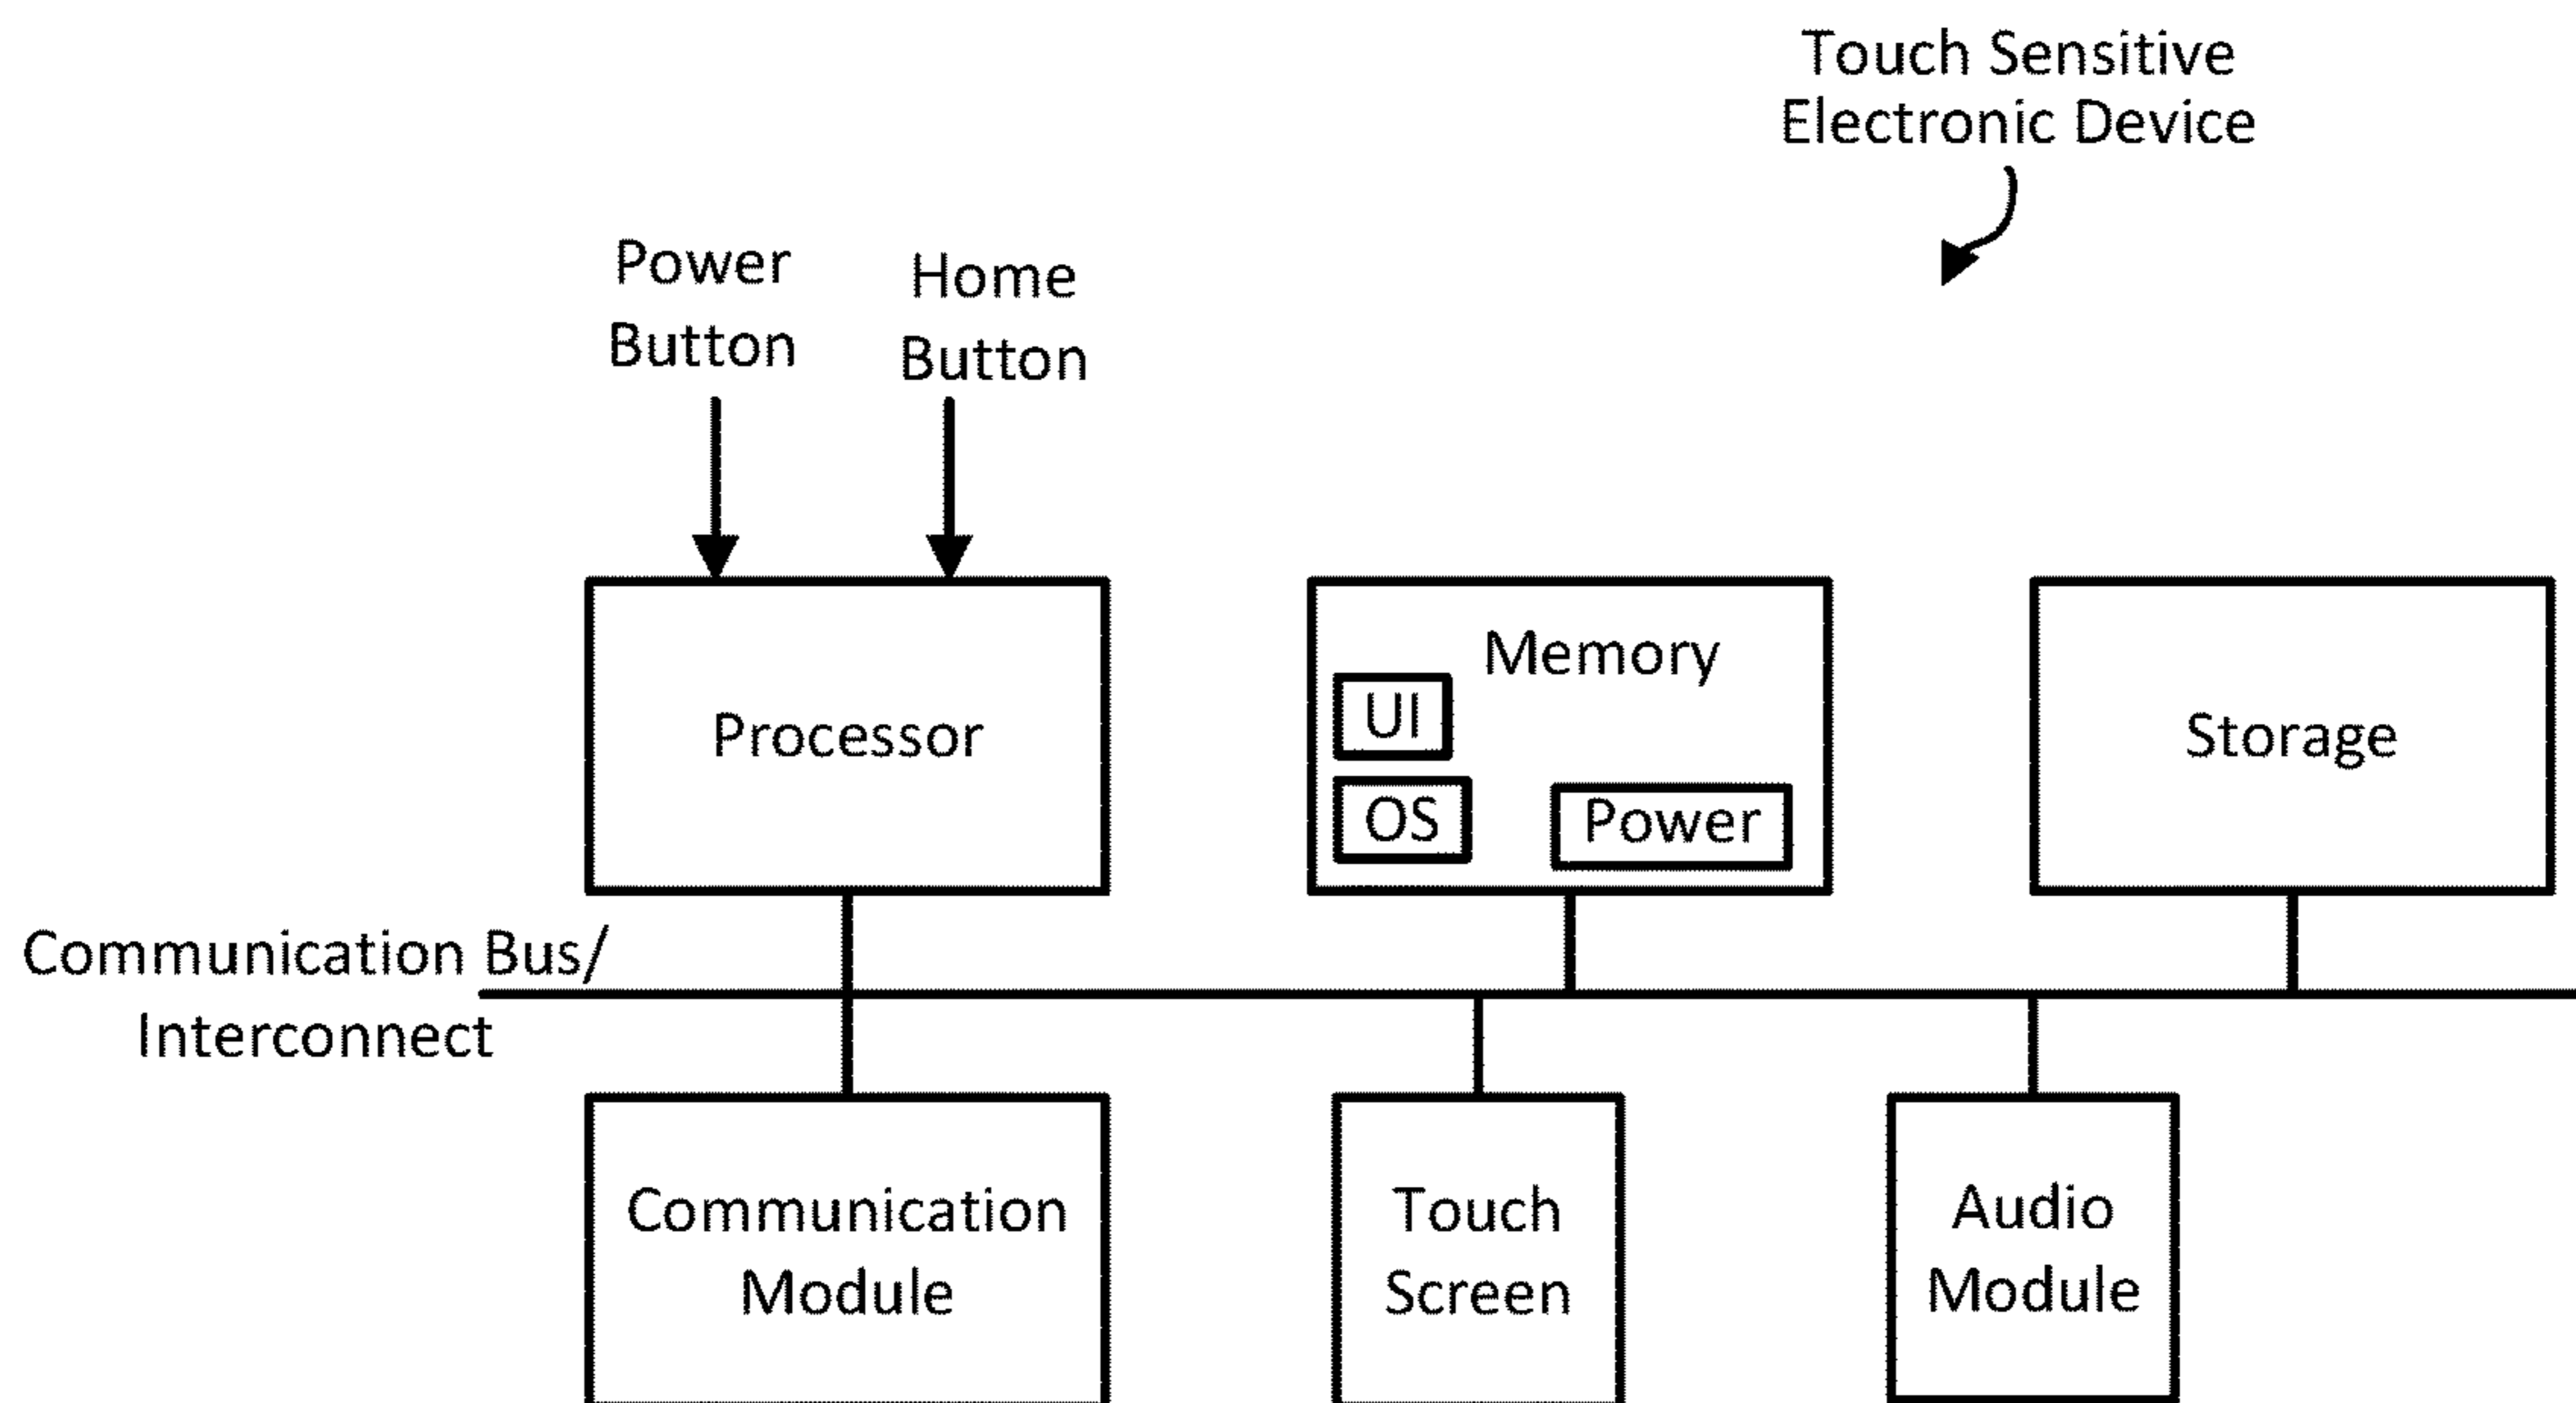 Touch Sensitive
Electronic Device
Power
Button
Home
Button
Processor
Memory
UI
OS
Power
Storage
Communication Bus/
Interconnect
Communication
Module
Touch
Screen
Audio
Module